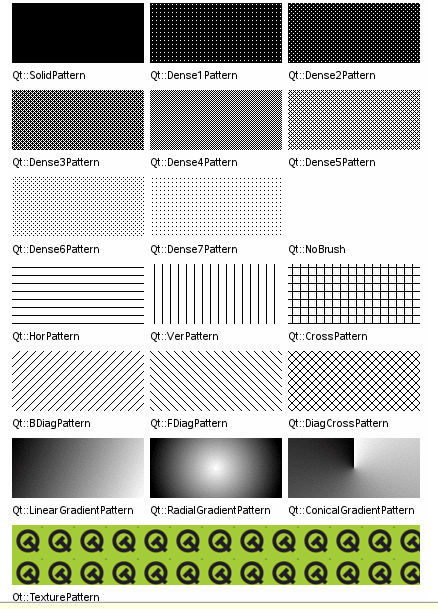 Qt::SolidPattern Qt::Dense1Pattern Qt::Dense2Pattern
Qt::Dense3Pattern Qt::Dense4Pattern Qt::Dense5Pattern
Qt::Dense6Pattern Qt::Dense7Pattern Qt::NoBrush
Qt::HorPattern Qt::VerPattern Qt::CrossPattern
Qt::BDiagPattern Qt::FDiagPattern Qt::DiagCrossPattern
Qt::LinearGradientPattern Qt::RadialGradientPattern Qt::ConicalGradientPattern
Qt::TexturePattern